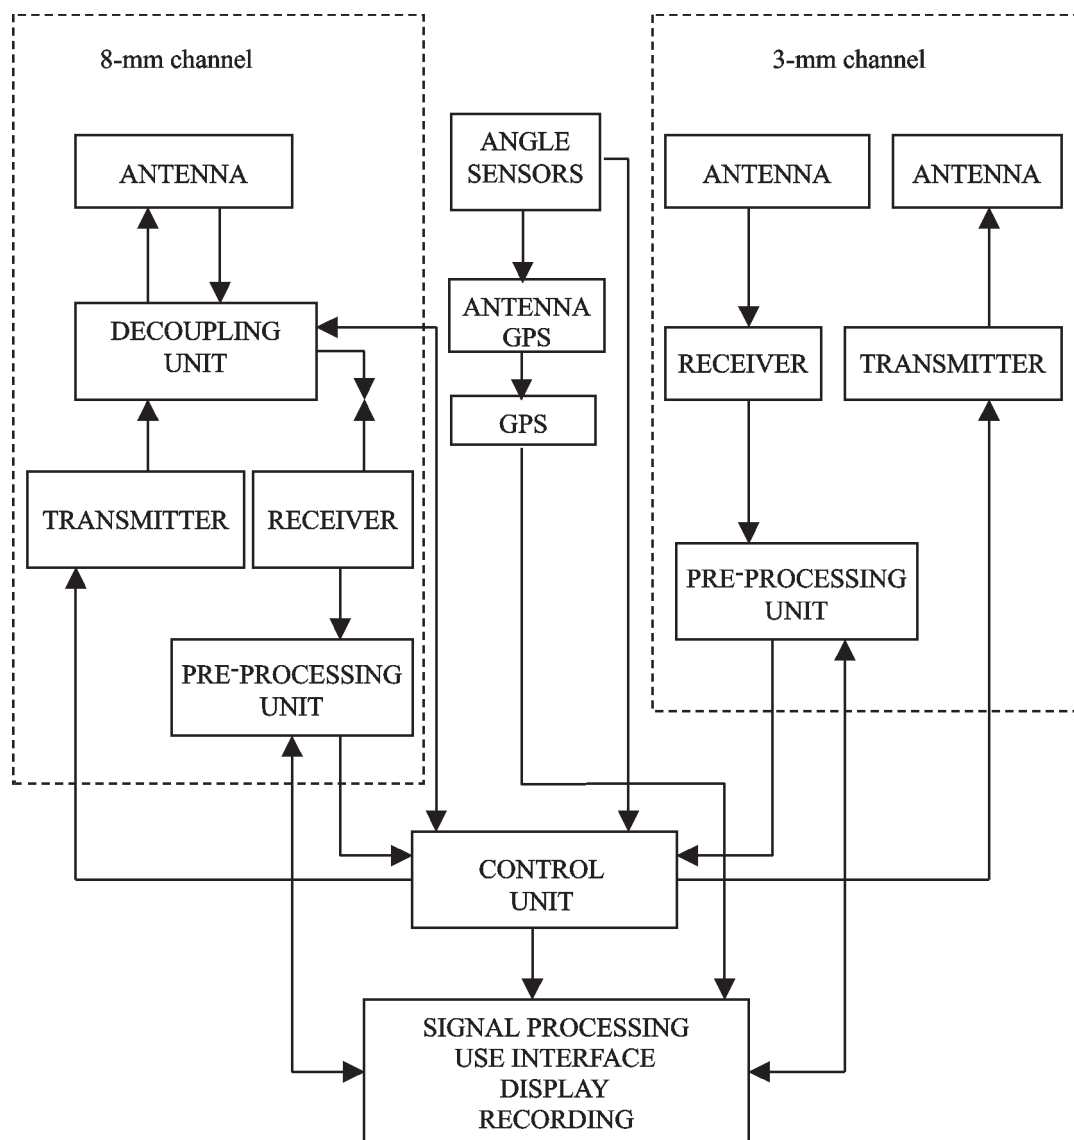 8-mm channel
3-mm channel
ANTENNA
ANGLE
SENSORS
ANTENNA
ANTENNA
DECOUPLING
UNIT
ANTENNA
GPS
RECEIVER
TRANSMITTER
GPS
TRANSMITTER
RECEIVER
PRE-PROCESSING
UNIT
PRE-PROCESSING
UNIT
CONTROL
UNIT
SIGNAL PROCESSING
USE INTERFACE
DISPLAY
RECORDING